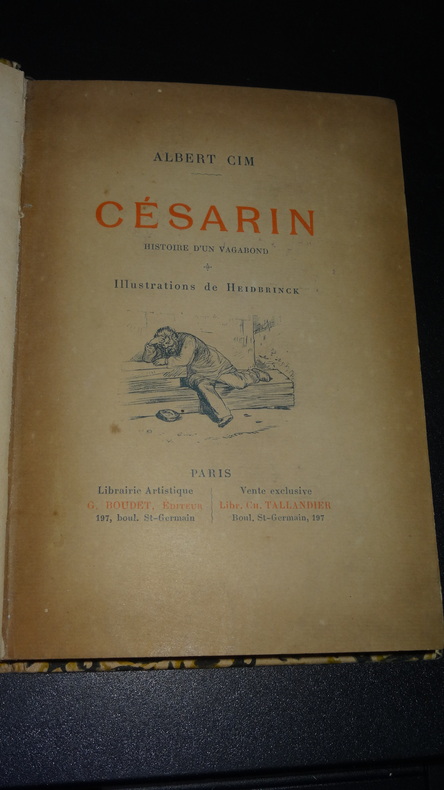 ALBERT CIM
CÉSARIN
HISTOIRE D'UN VAGABOND
Illustrations de HEIDBRINCK
PARIS
Librairie Artistique
G. BOUDET, ÉDITEUR
197, boul. St-Germain
Vente exclusive
Libr. CH. TALLANDIER
Boul. St-Germain, 197